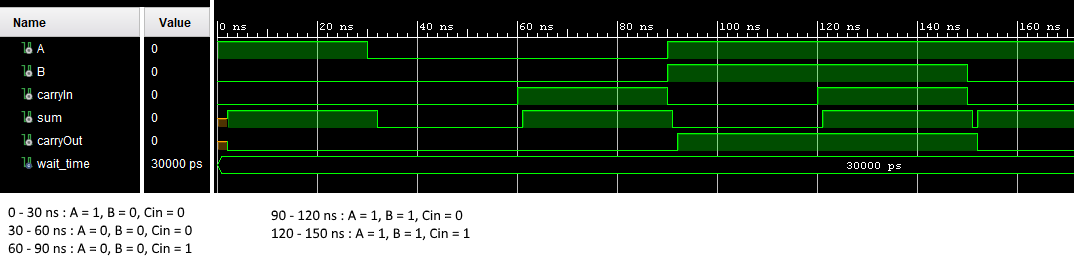 Name Value 0 ns 20 ns 40 ns 60 ns 80 ns 100 ns 120 ns 140 ns 160 ns
A 0
B 0
carryIn 0
sum 0
carryOut 0
wait_time 30000 ps 30000 ps
0 - 30 ns : A = 1, B = 0, Cin = 0
30 - 60 ns : A = 0, B = 0, Cin = 0
60 - 90 ns : A = 0, B = 0, Cin = 1
90 - 120 ns : A = 1, B = 1, Cin = 0
120 - 150 ns : A = 1, B = 1, Cin = 1